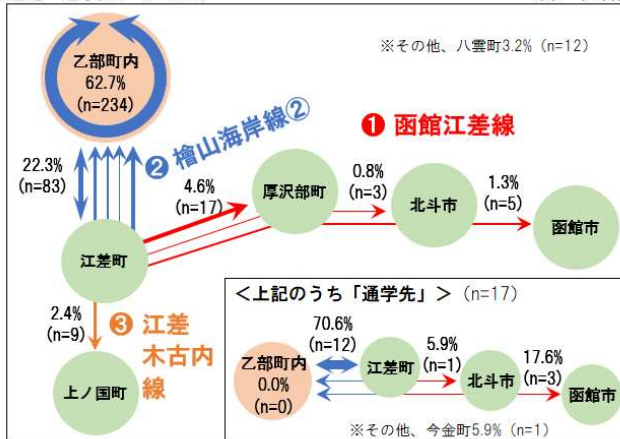 ※その他、八雲町3.2%（n=12）
乙部町内
62.7%
(n=234)
❶ 函館江差線
❷ 檜山海岸線②
22.3%
(n=83)
4.6%
(n=17)
厚沢部町
0.8%
(n=3)
北斗市
1.3%
(n=5)
函館市
江差町
2.4%
(n=9)
❸ 江差
木古内
線
上ノ国町
＜上記のうち「通学先」＞（n=17）
70.6%
(n=12)
乙部町内
0.0%
(n=0)
江差町
5.9%
(n=1)
北斗市
17.6%
(n=3)
函館市
※その他、今金町5.9%（n=1）